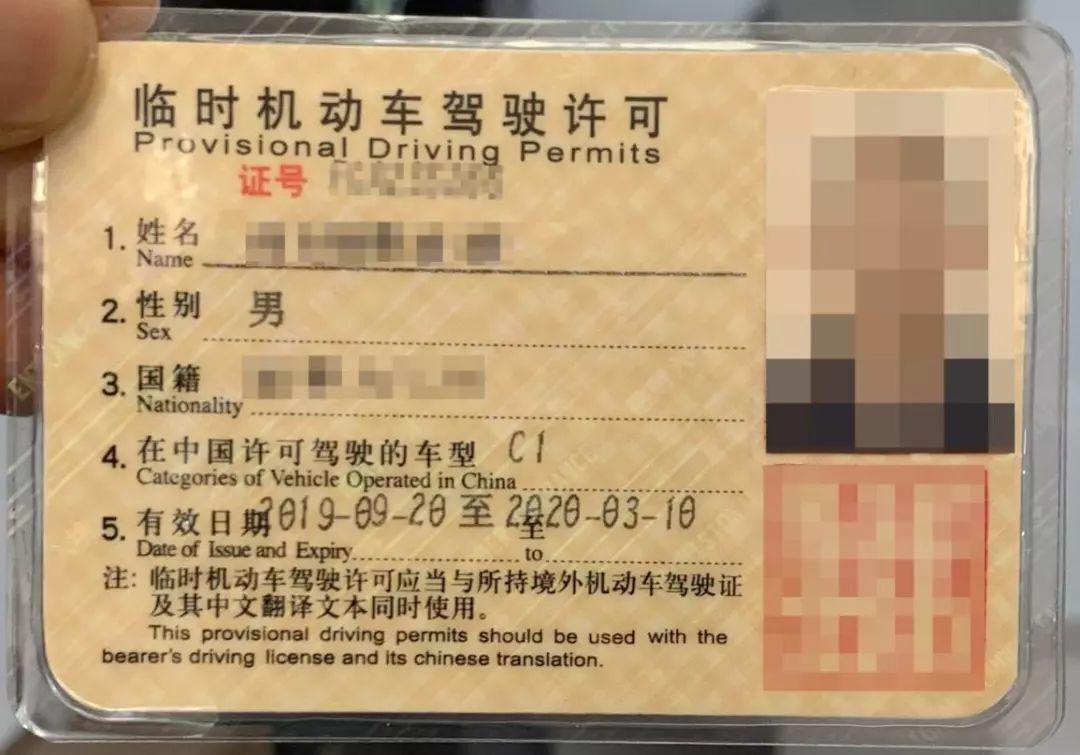 临时机动车驾驶许可
Provisional Driving Permits
证号
1. 姓名
Name
2. 性别 男
Sex
3. 国籍
Nationality
4. 在中国许可驾驶的车型 C1
Categories of Vehicle Operated in China
5. 有效日期 2019-09-20 至 2020-03-10
至
Date of Issue and Expiry to
注: 临时机动车驾驶许可应当与所持境外机动车驾驶证
及其中文翻译文本同时使用。
This provisional driving permits should be used with the
bearer's driving license and its chinese translation.